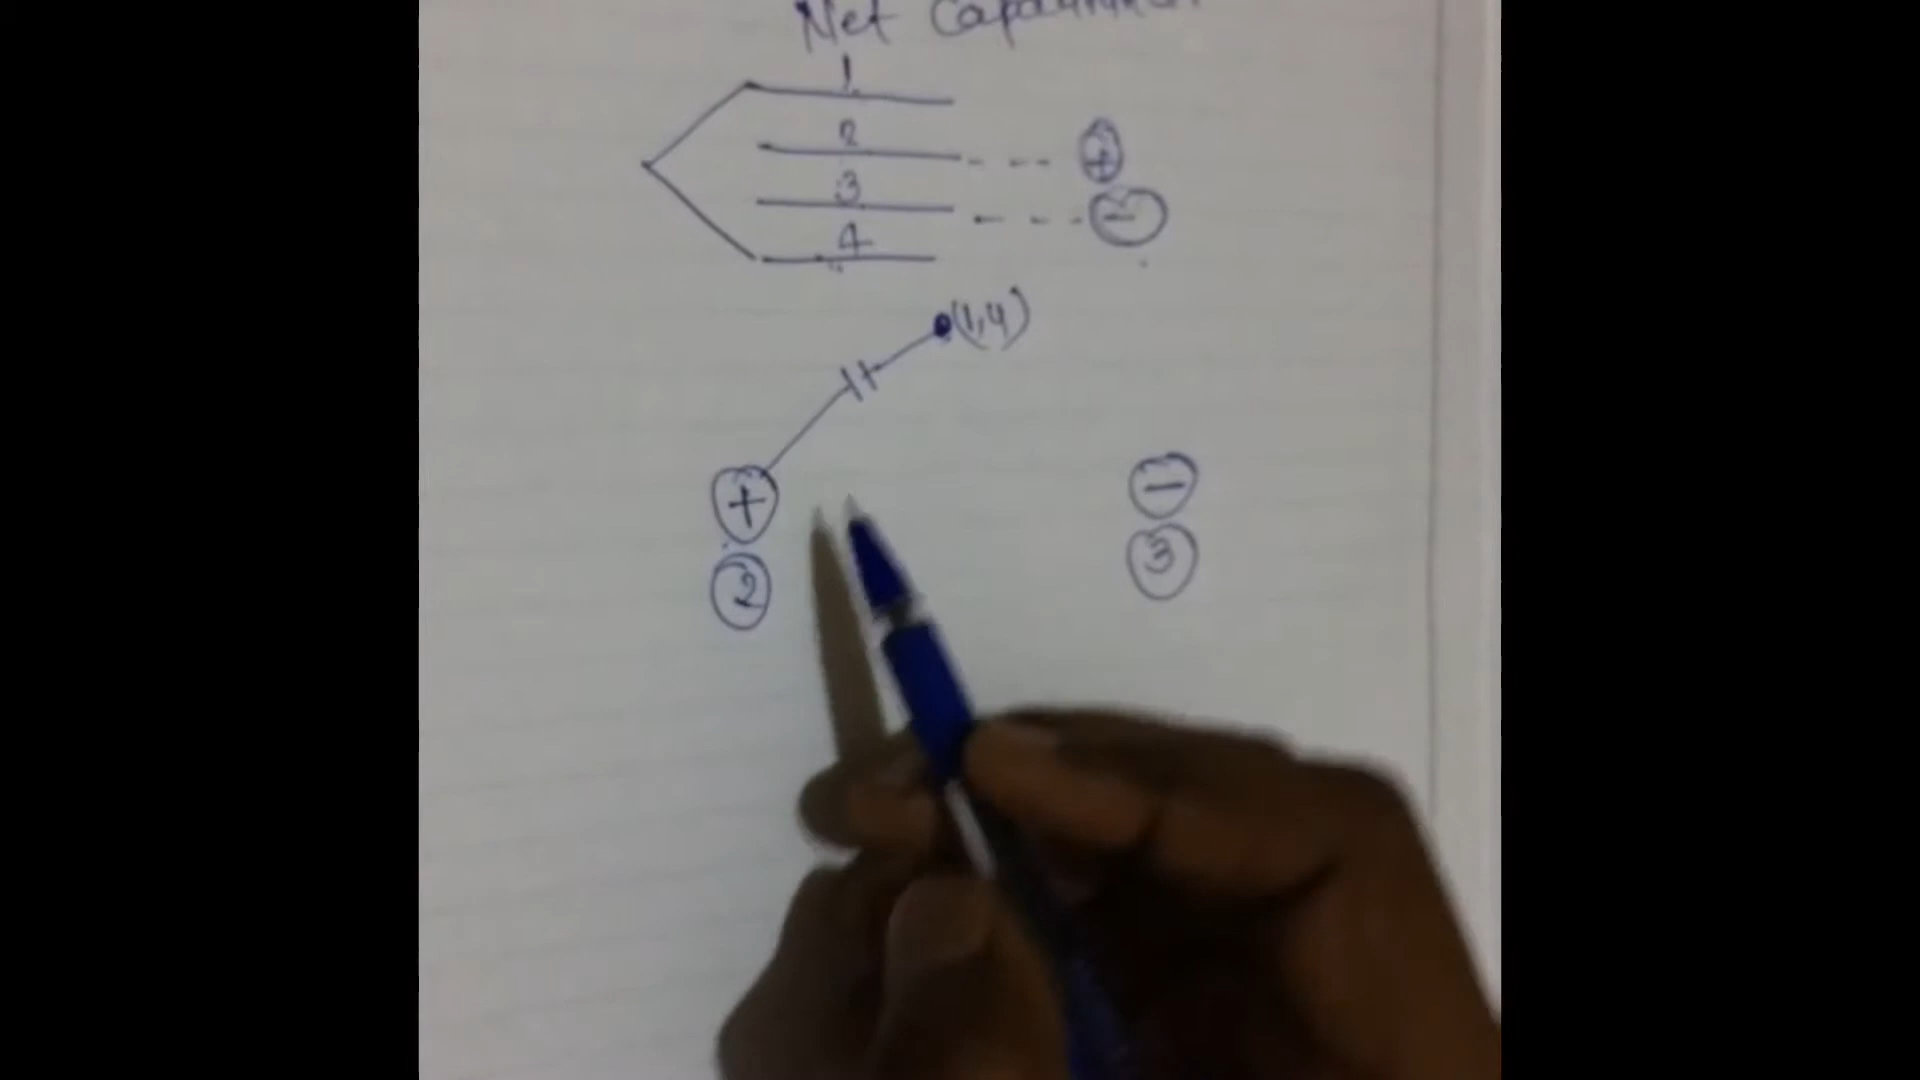 Net
1
2 --- +
3 --- -
4
(1,4)
+ -
2 3